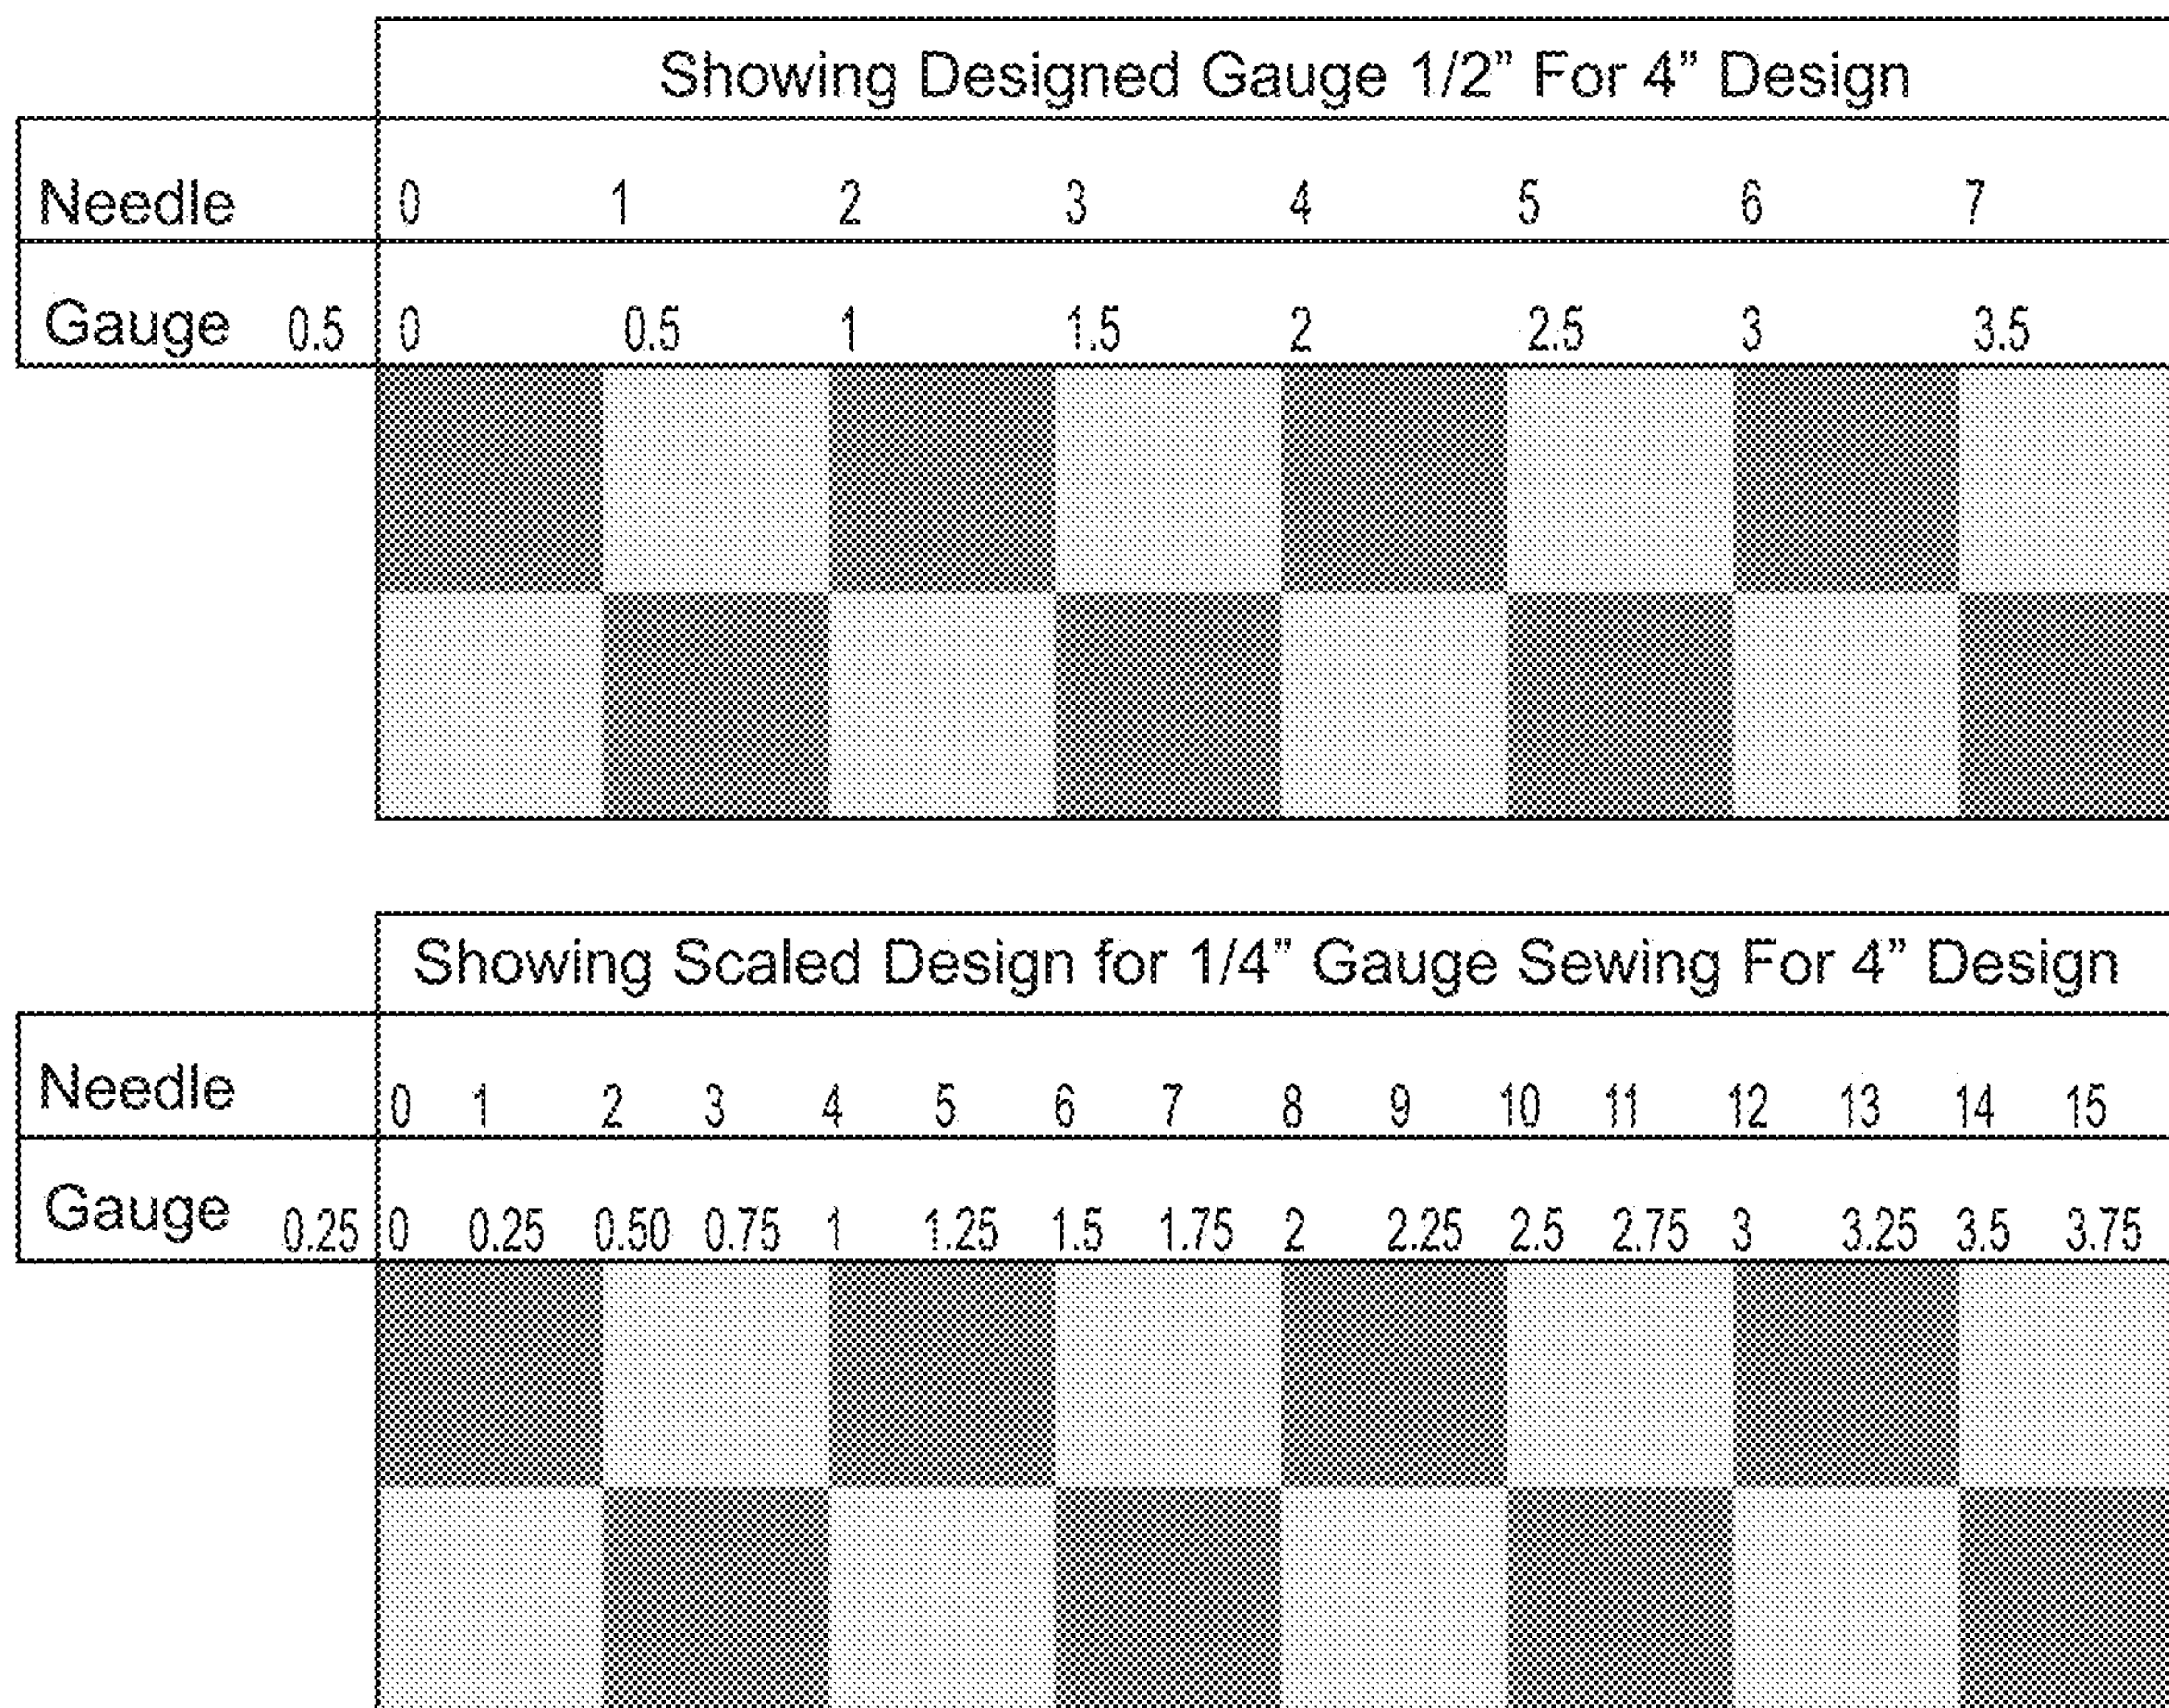 Showing Designed Gauge 1/2” For 4” Design
Needle 0 1 2 3 4 5 6 7
Gauge 0.5 0 0.5 1 1.5 2 2.5 3 3.5
Showing Scaled Design for 1/4” Gauge Sewing For 4” Design
Needle 0 1 2 3 4 5 6 7 8 9 10 11 12 13 14 15
Gauge 0.25 0 0.25 0.50 0.75 1 1.25 1.5 1.75 2 2.25 2.5 2.75 3 3.25 3.5 3.75